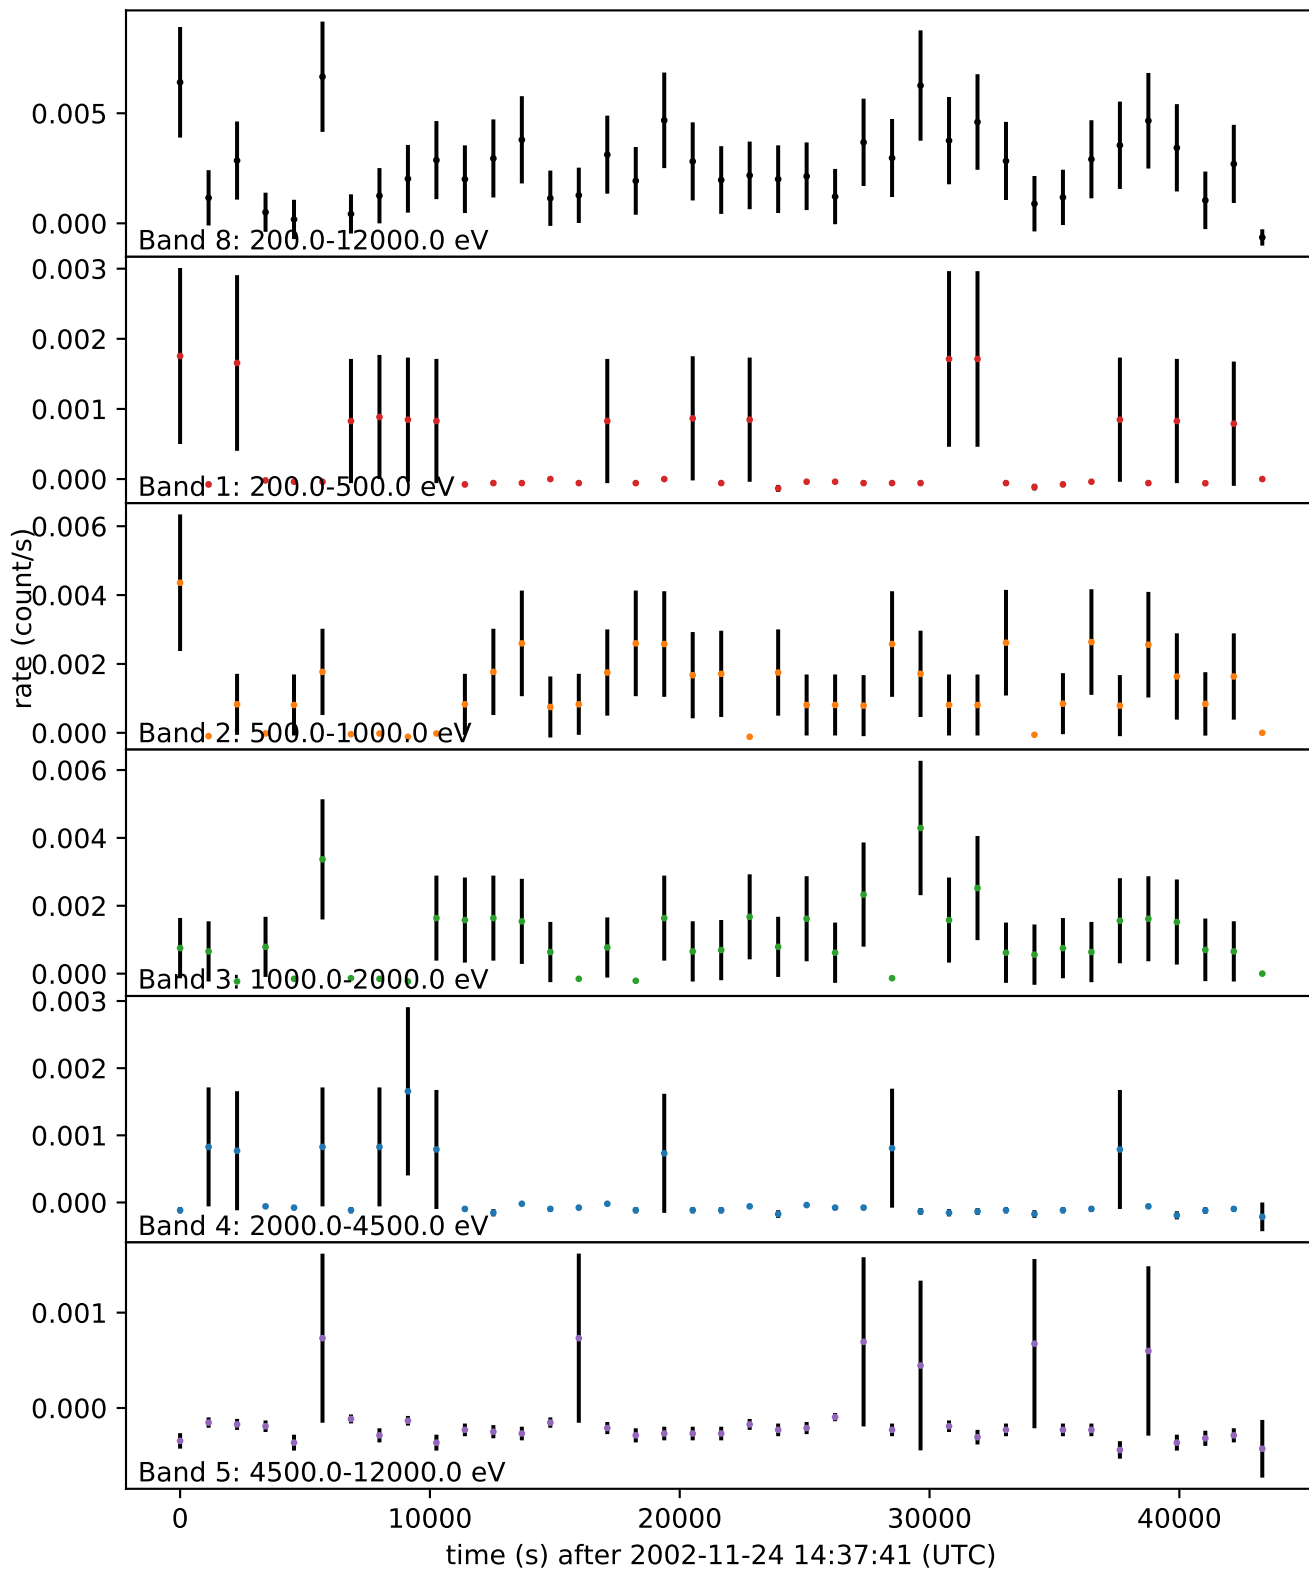 0.005
0.000
Band 8: 200.0-12000.0 eV
0.003
0.002
0.001
0.000
Band 1: 200.0-500.0 eV
rate (count/s)
0.006
0.004
0.002
0.000
Band 2: 500.0-1000.0 eV
0.006
0.004
0.002
0.000
Band 3: 1000.0-2000.0 eV
0.003
0.002
0.001
0.000
Band 4: 2000.0-4500.0 eV
0.001
0.000
Band 5: 4500.0-12000.0 eV
0 10000 20000 30000 40000
time (s) after 2002-11-24 14:37:41 (UTC)